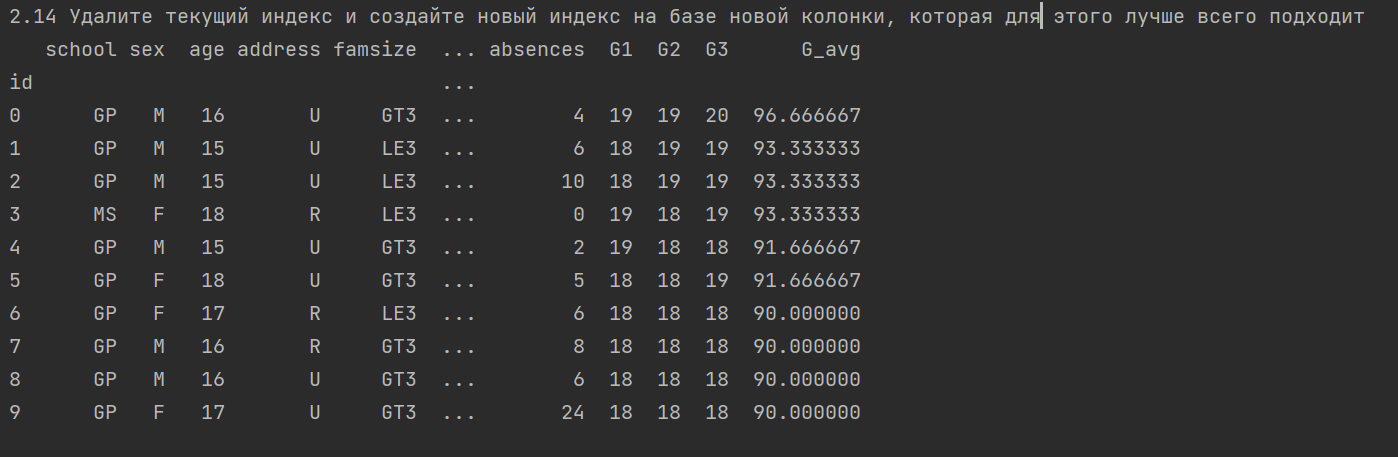 2.14 Удалите текущий индекс и создайте новый индекс на базе новой колонки, которая для этого лучше всего подходит
school sex age address famsize ... absences G1 G2 G3 G_avg
id ...
0 GP M 16 U GT3 ... 4 19 19 20 96.666667
1 GP M 15 U LE3 ... 6 18 19 19 93.333333
2 GP M 15 U LE3 ... 10 18 19 19 93.333333
3 MS F 18 R LE3 ... 0 19 18 19 93.333333
4 GP M 15 U GT3 ... 2 19 18 18 91.666667
5 GP F 18 U GT3 ... 5 18 18 19 91.666667
6 GP F 17 R LE3 ... 6 18 18 18 90.000000
7 GP M 16 R GT3 ... 8 18 18 18 90.000000
8 GP M 16 U GT3 ... 6 18 18 18 90.000000
9 GP F 17 U GT3 ... 24 18 18 18 90.000000